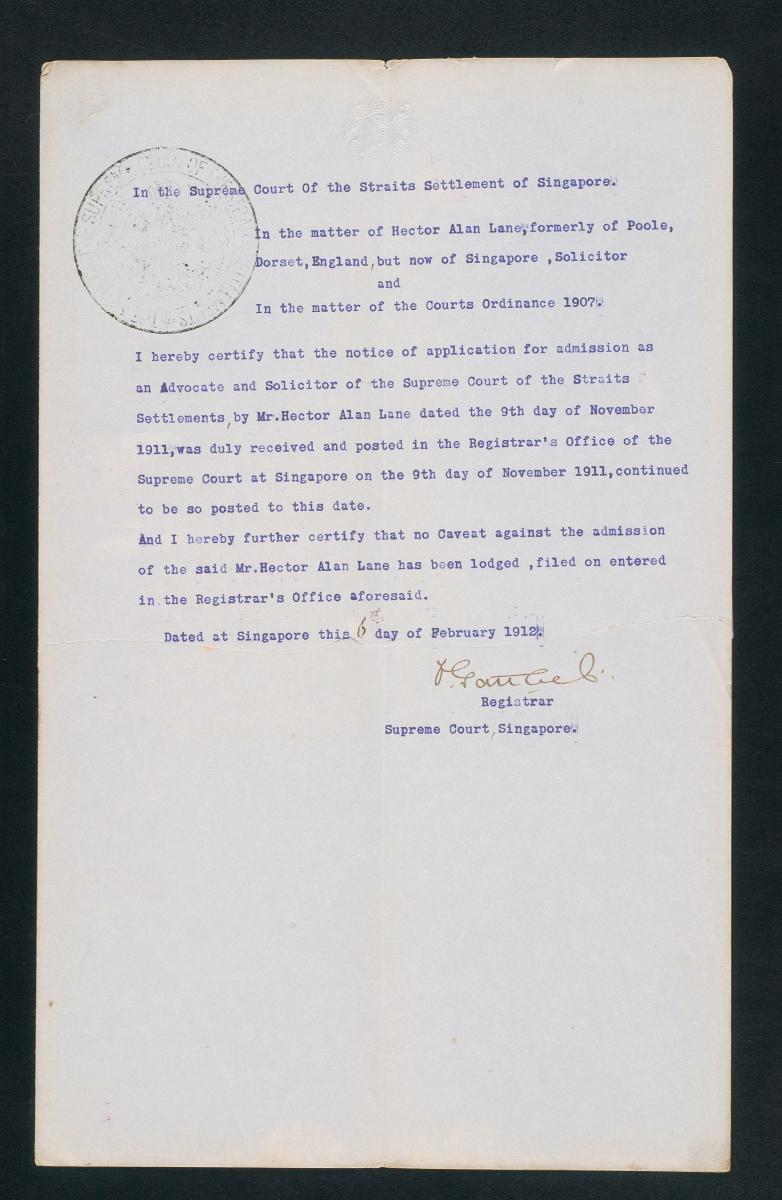 In the Supreme Court Of the Straits Settlement of Singapore.
In the matter of Hector Alan Lane,formerly of Poole,
Dorset,England,but now of Singapore ,Solicitor
and
In the matter of the Courts Ordinance 1907.
I hereby certify that the notice of application for admission as
an Advocate and Solicitor of the Supreme Court of the Straits
Settlements,by Mr.Hector Alan Lane dated the 9th day of November
1911,was duly received and posted in the Registrar's Office of the
Supreme Court at Singapore on the 9th day of November 1911,continued
to be so posted to this date.
And I hereby further certify that no Caveat against the admission
of the said Mr.Hector Alan Lane has been lodged ,filed on entered
in the Registrar's Office aforesaid.
Dated at Singapore this 6th day of February 1912.
Registrar
Supreme Court,Singapore.